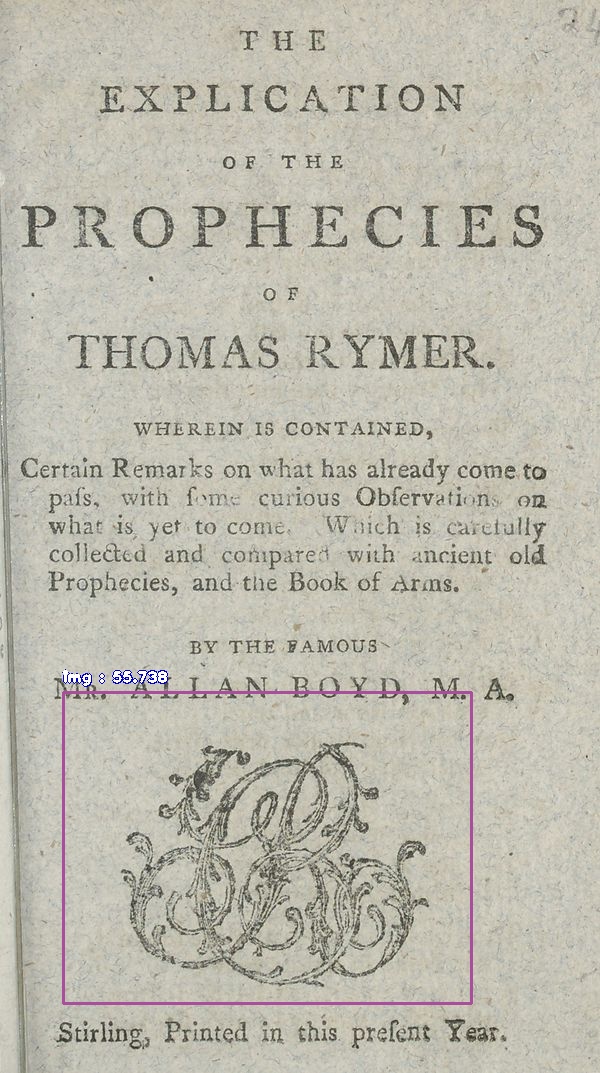 24
THE
EXPLICATION
OF THE
PROPHECIES
OF
THOMAS RYMER.
WHEREIN IS CONTAINED,
Certain Remarks on what has already come to
paſs, with ſome curious Obſervations on
what is yet to come. Which is carefully
collected and compared with ancient old
Prophecies, and the Book of Arms.
BY THE FAMOUS
img : 55.738
MR. ALLAN BOYD, M. A.
Stirling, Printed in this preſent Year.